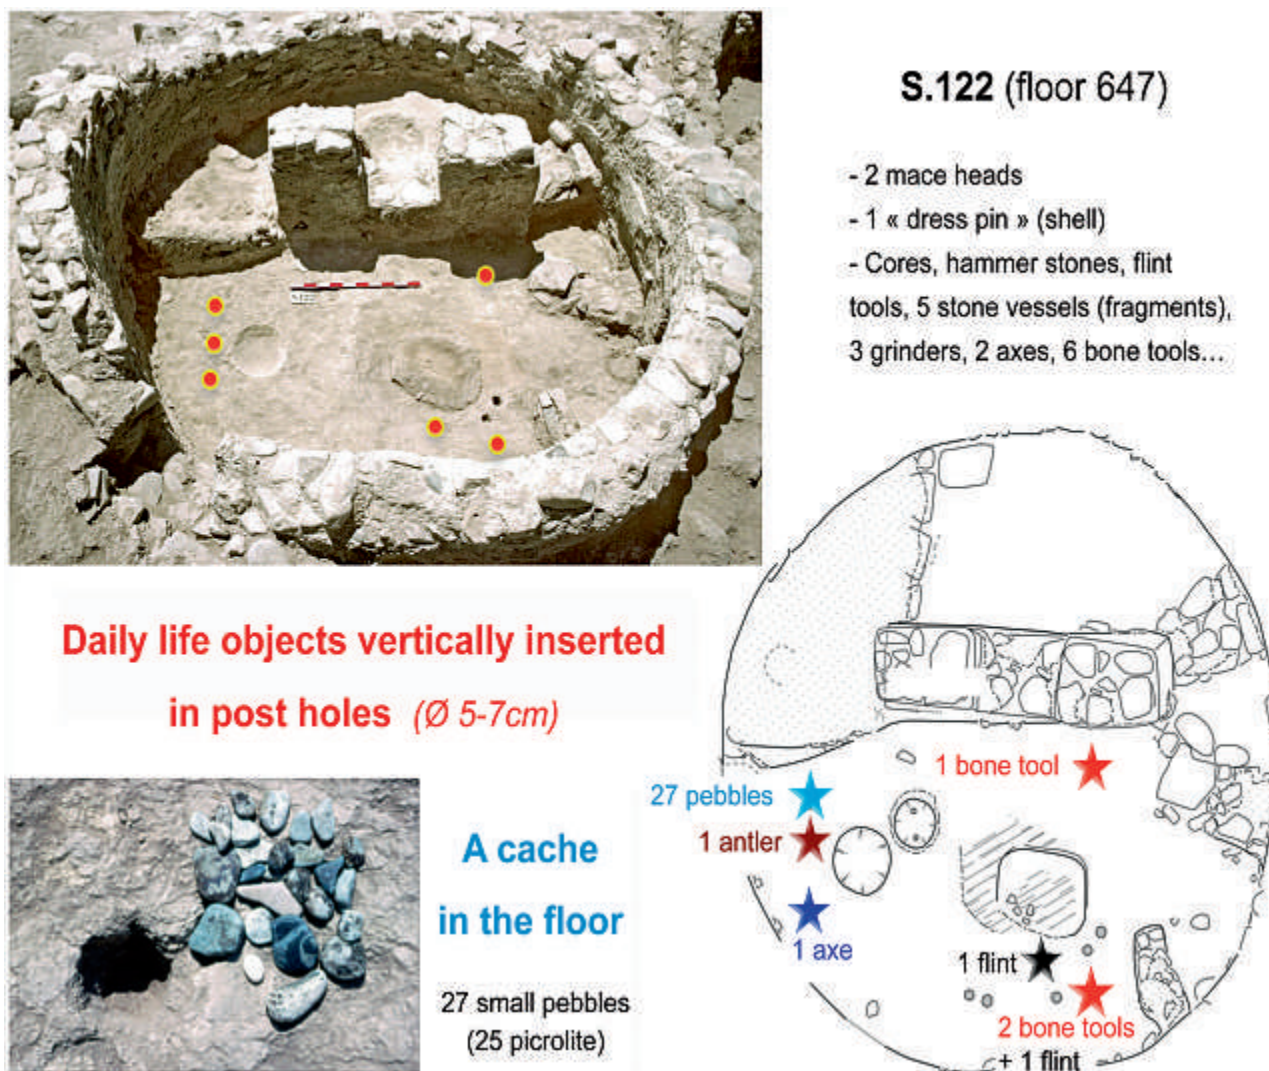 S.122 (floor 647)
- 2 mace heads
- 1 « dress pin » (shell)
- Cores, hammer stones, flint
tools, 5 stone vessels (fragments),
3 grinders, 2 axes, 6 bone tools...
S.122
Daily life objects vertically inserted
in post holes (Ø 5-7cm)
A cache
in the floor
27 small pebbles
(25 picrolite)
1 bone tool
27 pebbles
1 antler
1 axe
1 flint
2 bone tools
+ 1 flint